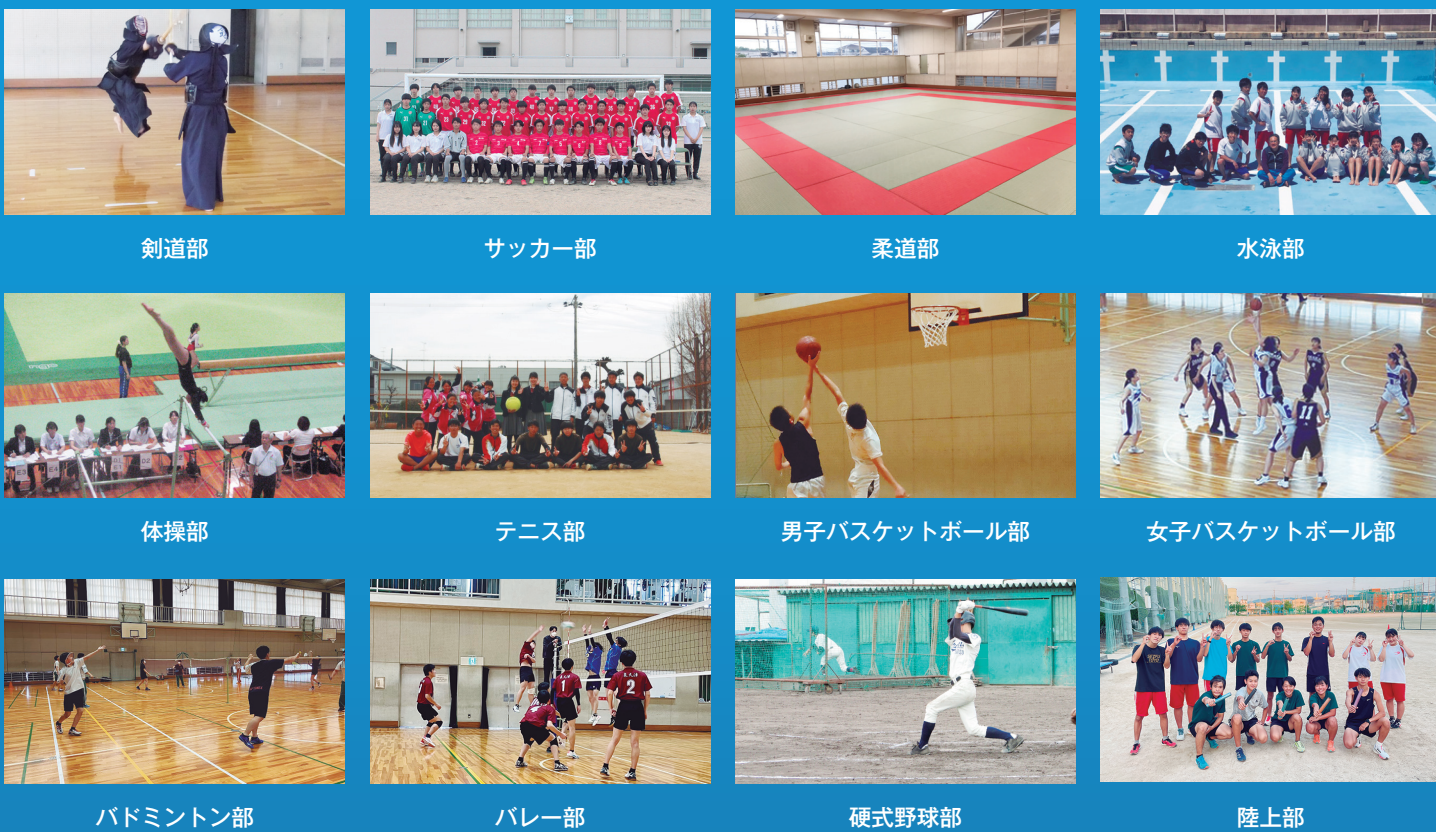 剣道部
サッカー部
柔道部
水泳部
体操部
テニス部
男子バスケットボール部
女子バスケットボール部
11
バドミントン部
バレー部
1
2
硬式野球部
陸上部